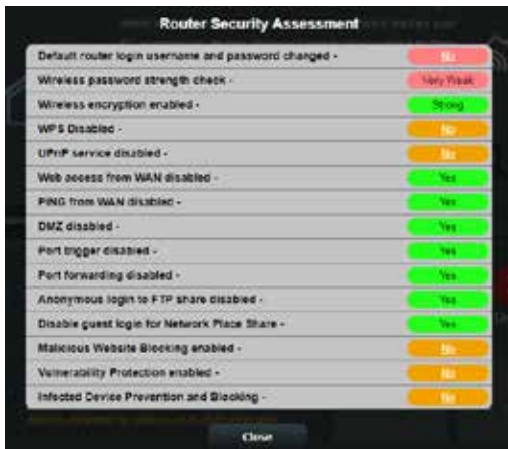 Router Security Assessment
Default router login username and password changed - No
Wireless password strength check - Very Weak
Wireless encryption enabled - Strong
WPS Disabled - No
UPnP service disabled - No
Web access from WAN disabled - Yes
PING from WAN disabled - Yes
DMZ disabled - Yes
Port trigger disabled - Yes
Port forwarding disabled - Yes
Anonymous login to FTP share disabled - Yes
Disable guest login for Network Place Share - Yes
Malicious Website Blocking enabled - No
Vulnerability Protection enabled - No
Infected Device Prevention and Blocking - No
Close